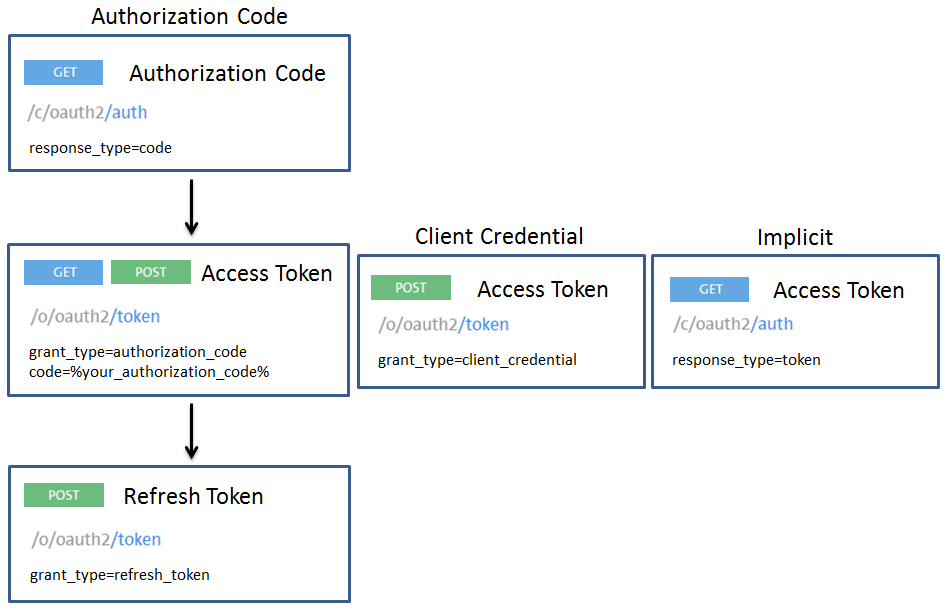 Authorization Code
GET Authorization Code
/c/oauth2/auth
response_type=code
GET POST Access Token
/o/oauth2/token
grant_type=authorization_code
code=%your_authorization_code%
POST Refresh Token
/o/oauth2/token
grant_type=refresh_token
Client Credential
POST Access Token
/o/oauth2/token
grant_type=client_credential
Implicit
GET Access Token
/c/oauth2/auth
response_type=token